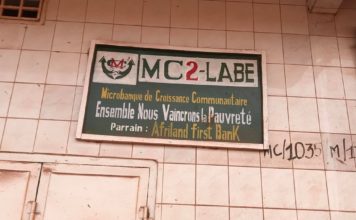 MC2-LABE
Microbanque de Croissance Communautaire
Ensemble Nous Vaincrons la Pauvreté
Parrain : Afriland first Bank
MC/1035 M/1